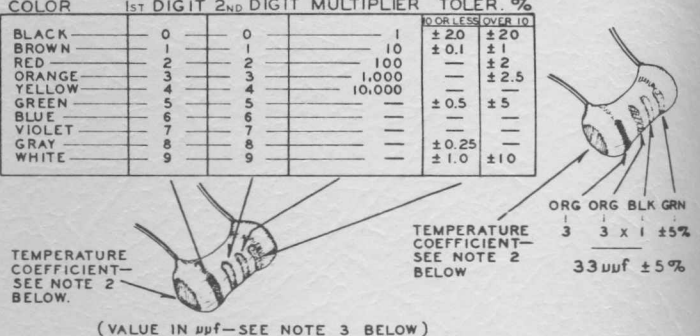 COLOR 1ST DIGIT 2ND DIGIT MULTIPLIER TOLER. %
10 OR LESS OVER 10
BLACK 0 0 1 ±2.0 ±20
BROWN 1 1 10 ±0.1 ±1
RED 2 2 100 — ±2
ORANGE 3 3 1,000 — ±2.5
YELLOW 4 4 10,000
GREEN 5 5 — ±0.5 ±5
BLUE 6 6 — — —
VIOLET 7 7 — — —
GRAY 8 8 — ±0.25 —
WHITE 9 9 — ±1.0 ±10
TEMPERATURE
COEFFICIENT—
SEE NOTE 2
BELOW.
(VALUE IN µµf—SEE NOTE 3 BELOW)
TEMPERATURE
COEFFICIENT—
SEE NOTE 2
BELOW
ORG ORG BLK GRN
3 3 x 1 ±5%
33 µµf ±5%